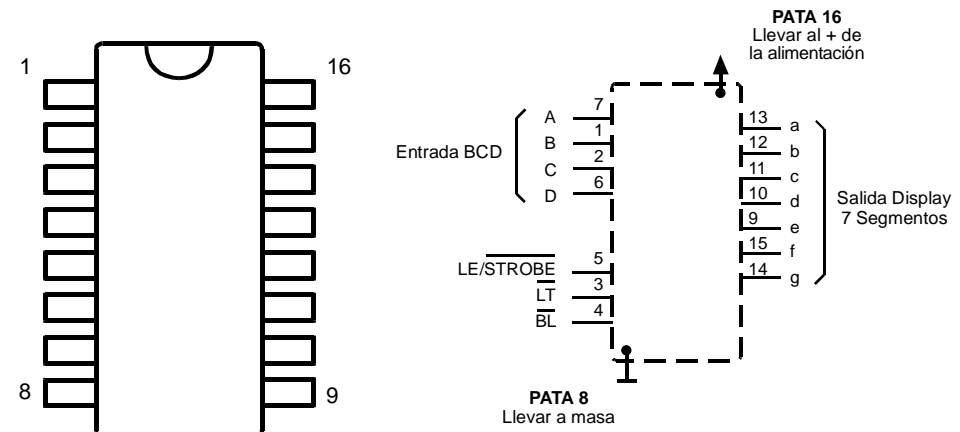 1
16
8
9
PATA 16
Llevar al + de
la alimentación
Entrada BCD
A 7
B 1
C 2
D 6
LE/STROBE 5
LT 3
BL 4
13 a
12 b
11 c
10 d
9 e
15 f
14 g
Salida Display
7 Segmentos
PATA 8
Llevar a masa